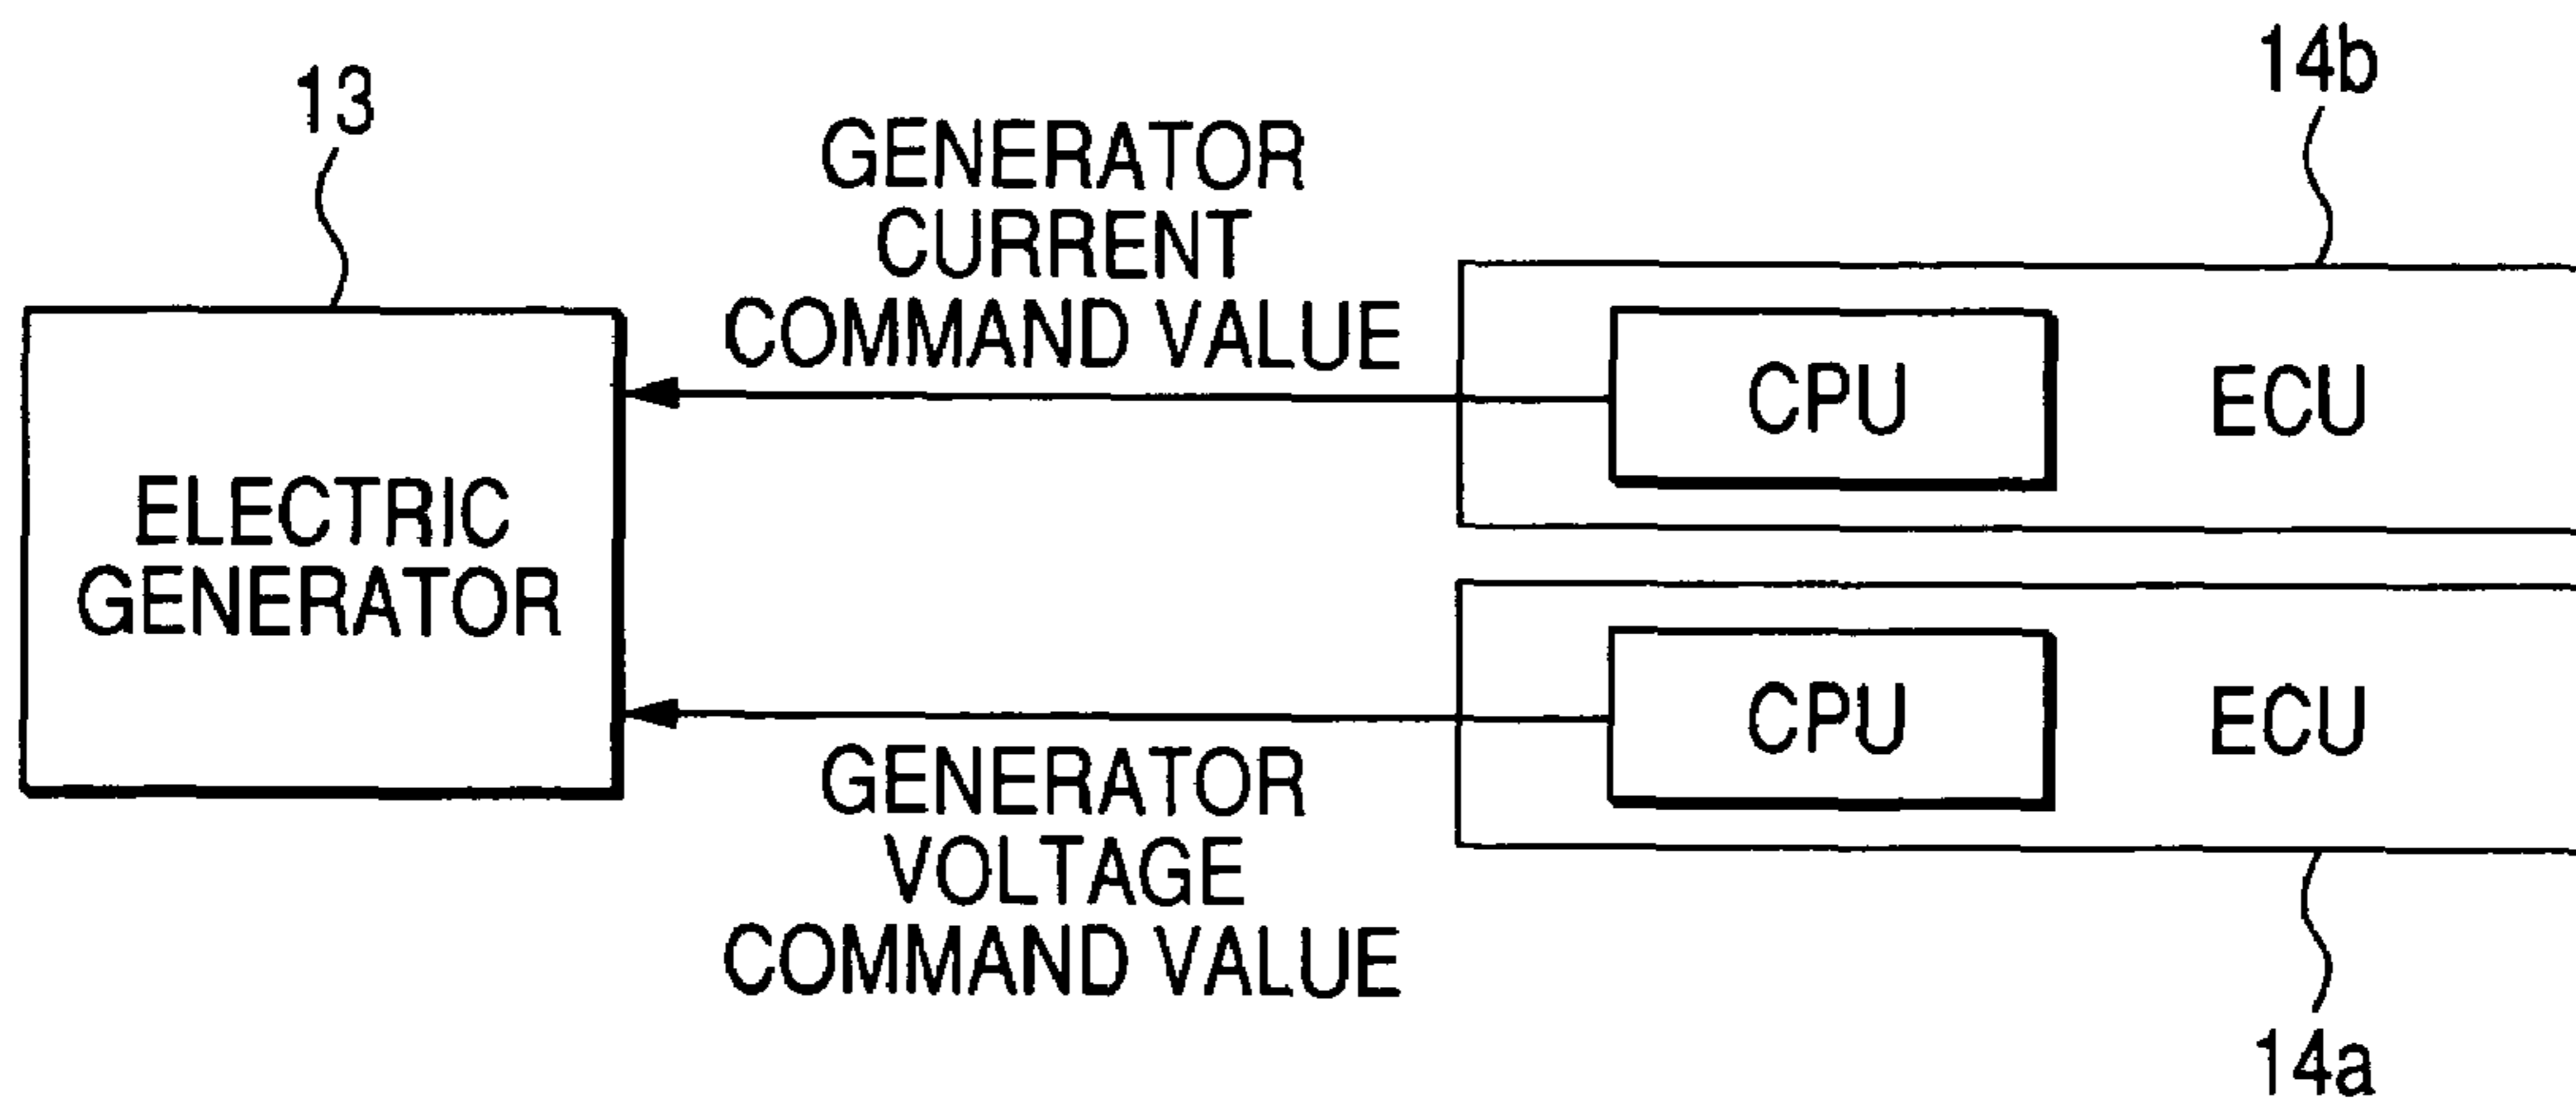 13
14b
GENERATOR
CURRENT
COMMAND VALUE
CPU
ECU
ELECTRIC
GENERATOR
CPU
ECU
GENERATOR
VOLTAGE
COMMAND VALUE
14a